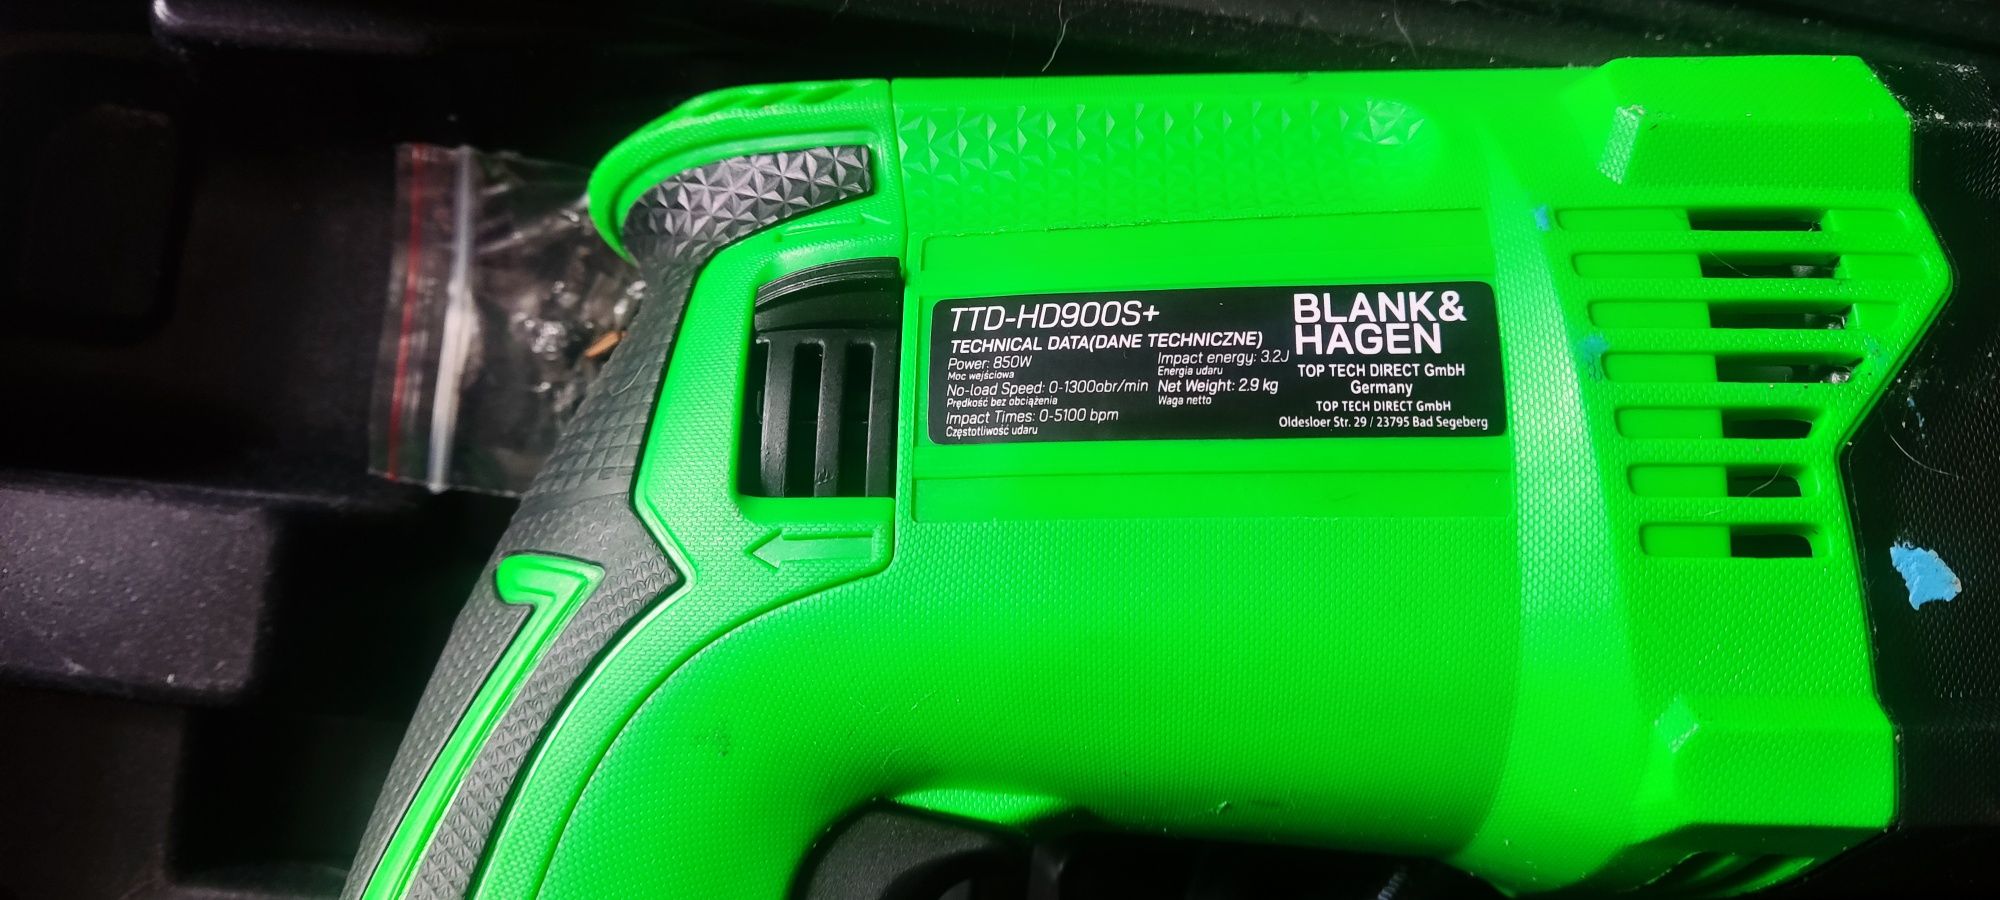 TTD-HD900S+
TECHNICAL DATA(DANE TECHNICZNE)
Power: 850W
Moc wejściowa
No-load Speed: 0-1300obr/min
Prędkość bez obciążenia
Impact Times: 0-5100 bpm
Częstotliwość udaru
Impact energy: 3.2J
Energia udaru
Net Weight: 2.9 kg
Waga netto
BLANK&
HAGEN
TOP TECH DIRECT GmbH
Germany
TOP TECH DIRECT GmbH
Oldesloer Str. 29 / 23795 Bad Segeberg